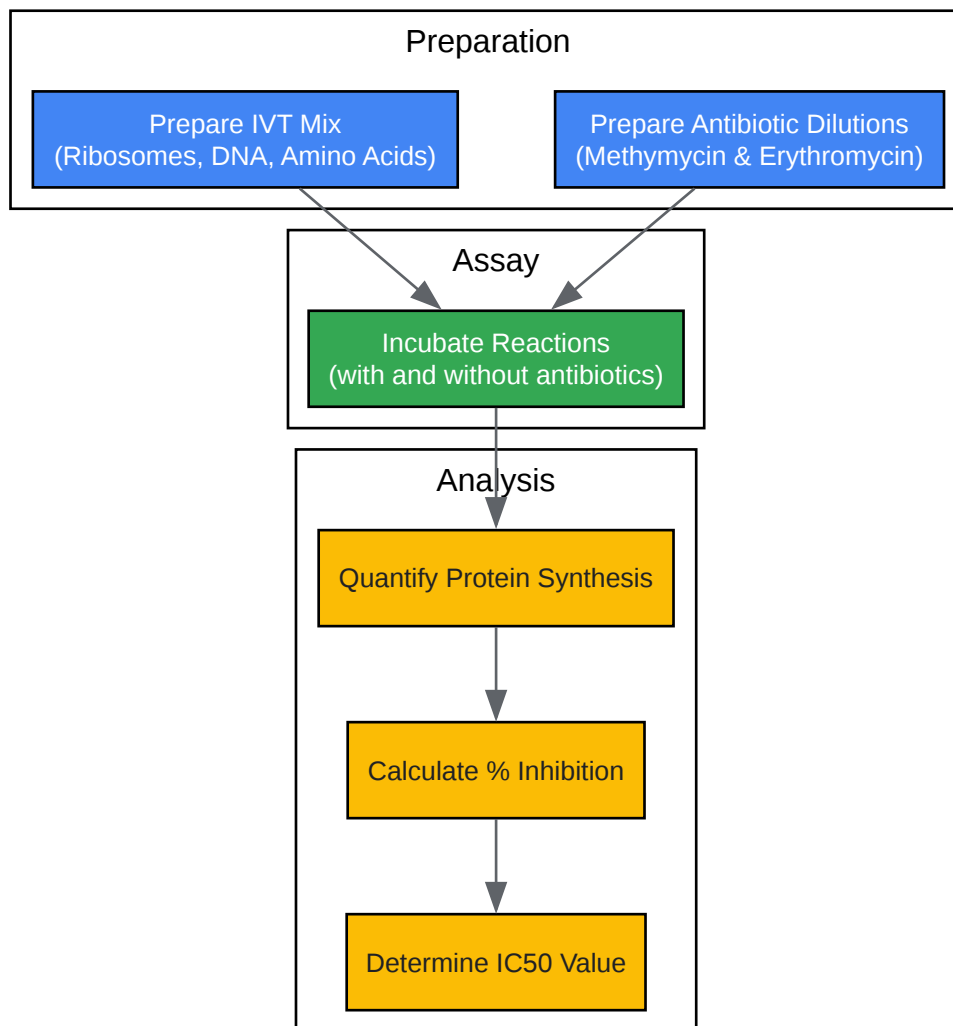 Preparation
Prepare IVT Mix
(Ribosomes, DNA, Amino Acids)
Prepare Antibiotic Dilutions
(Methymycin & Erythromycin)
Assay
Incubate Reactions
(with and without antibiotics)
Analysis
Quantify Protein Synthesis
Calculate % Inhibition
Determine IC50 Value